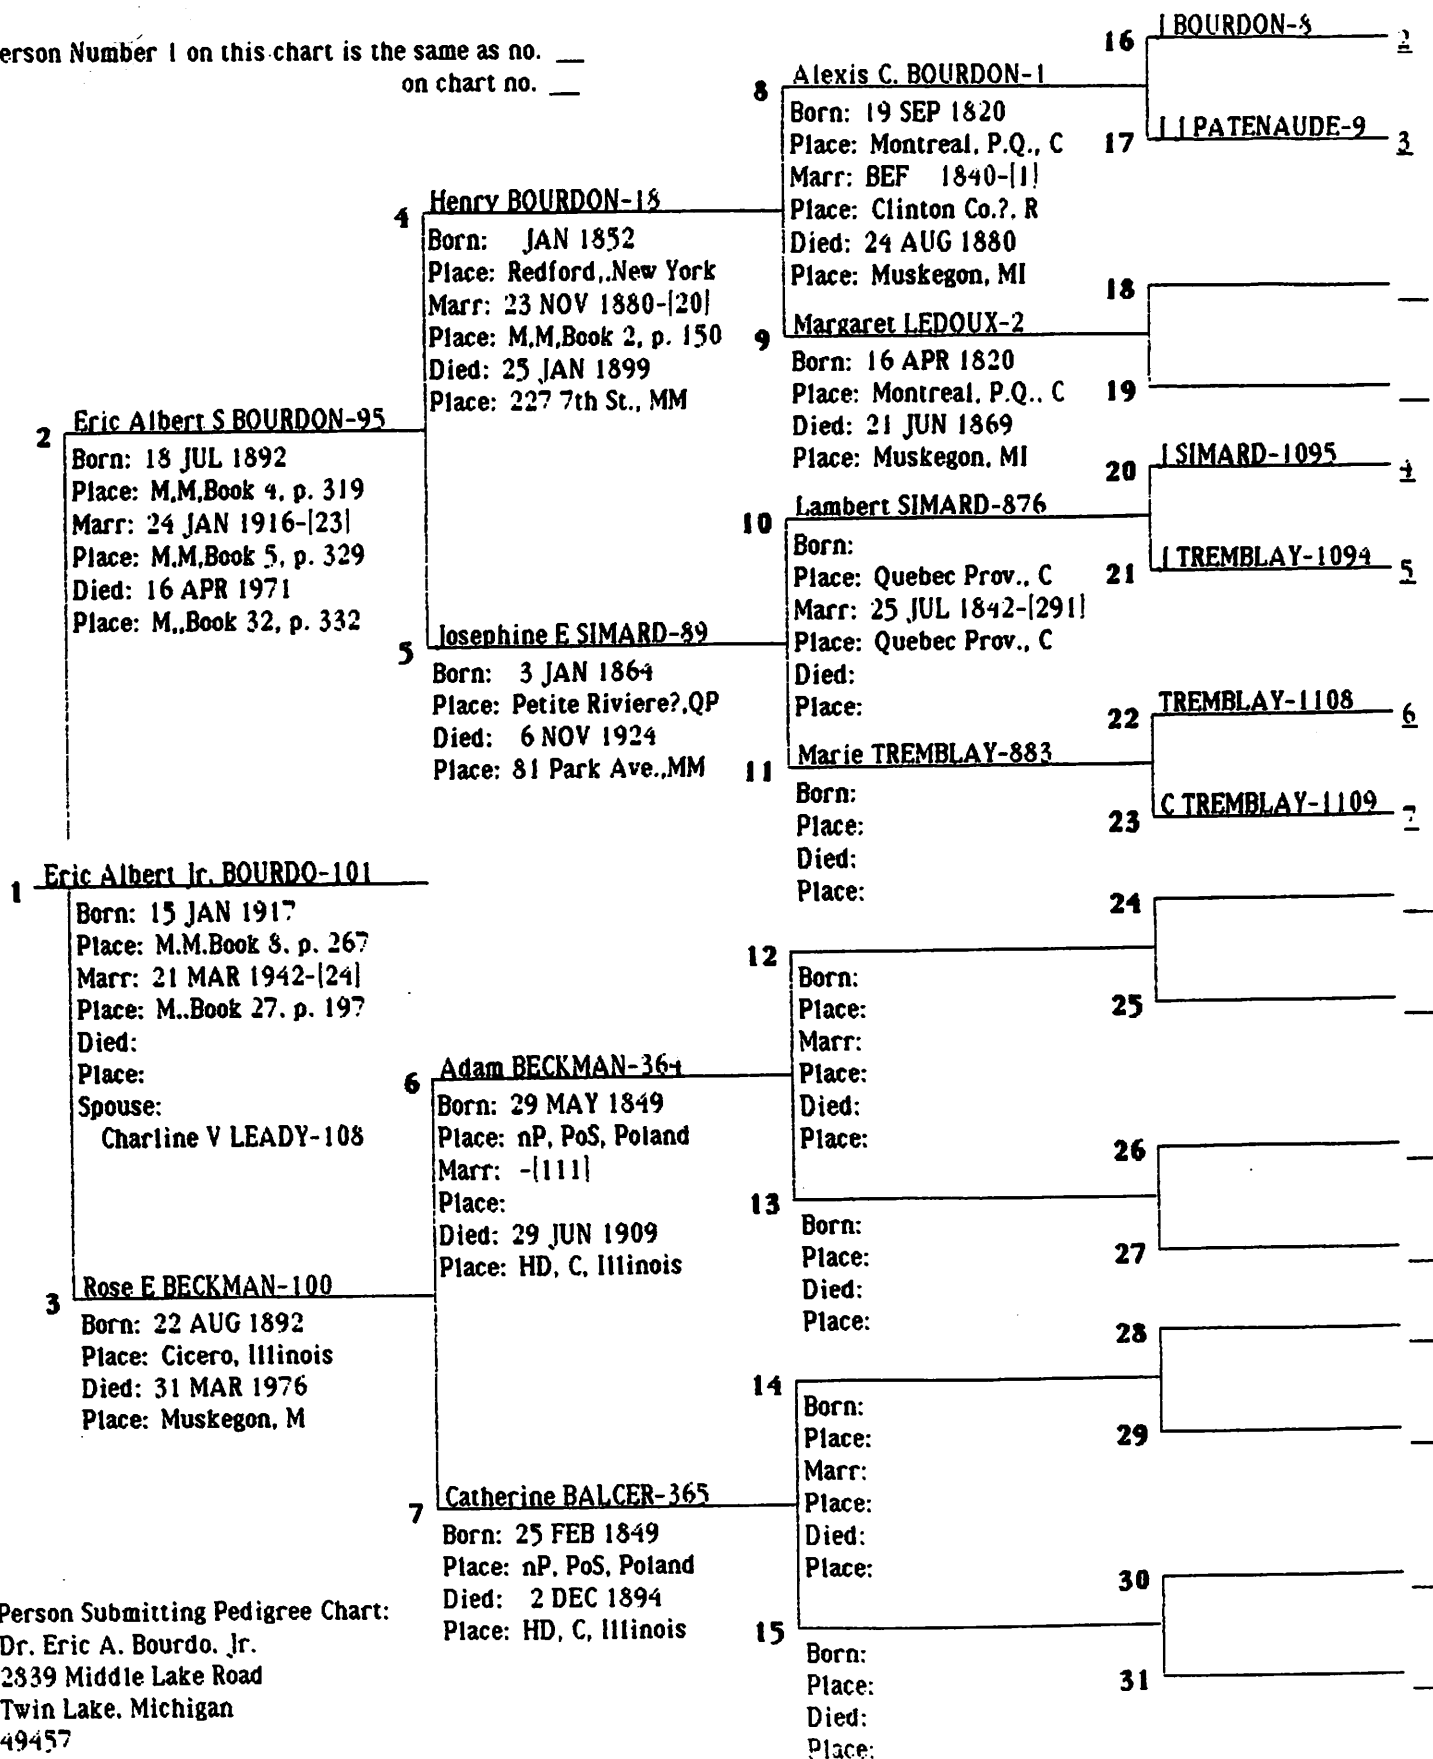 erson Number 1 on this chart is the same as no. __
on chart no. __
1 Eric Albert Jr. BOURDO-101
Born: 15 JAN 1917
Place: M.M.Book 8. p. 267
Marr: 21 MAR 1942-[24]
Place: M..Book 27. p. 197
Died:
Place:
Spouse:
Charline V LEADY-108
2 Eric Albert S BOURDON-95
Born: 18 JUL 1892
Place: M.M,Book 4, p. 319
Marr: 24 JAN 1916-[23]
Place: M.M,Book 5, p. 329
Died: 16 APR 1971
Place: M,,Book 32, p. 332
3 Rose E BECKMAN-100
Born: 22 AUG 1892
Place: Cicero, Illinois
Died: 31 MAR 1976
Place: Muskegon, M
4 Henry BOURDON-18
Born: JAN 1852
Place: Redford,.New York
Marr: 23 NOV 1880-[20]
Place: M,M,Book 2, p. 150
Died: 25 JAN 1899
Place: 227 7th St., MM
5 Josephine E SIMARD-89
Born: 3 JAN 1864
Place: Petite Riviere?,QP
Died: 6 NOV 1924
Place: 81 Park Ave.,MM
6 Adam BECKMAN-364
Born: 29 MAY 1849
Place: nP, PoS, Poland
Marr: -[111]
Place:
Died: 29 JUN 1909
Place: HD, C, Illinois
7 Catherine BALCER-365
Born: 25 FEB 1849
Place: nP, PoS, Poland
Died: 2 DEC 1894
Place: HD, C, Illinois
8 Alexis C. BOURDON-1
Born: 19 SEP 1820
Place: Montreal, P.Q., C
Marr: BEF 1840-[1]
Place: Clinton Co.?, R
Died: 24 AUG 1880
Place: Muskegon, MI
9 Margaret LEDOUX-2
Born: 16 APR 1820
Place: Montreal, P.Q., C
Died: 21 JUN 1869
Place: Muskegon, MI
10 Lambert SIMARD-876
Born:
Place: Quebec Prov., C
Marr: 25 JUL 1842-[291]
Place: Quebec Prov., C
Died:
Place:
11 Marie TREMBLAY-883
Born:
Place:
Died:
Place:
12
Born:
Place:
Marr:
Place:
Died:
Place:
13
Born:
Place:
Died:
Place:
14
Born:
Place:
Marr:
Place:
Died:
Place:
15
Born:
Place:
Died:
Place:
16 J BOURDON-8 2
17 J J PATENAUDE-9 3
18 __
19 __
20 J SIMARD-1095 4
21 J TREMBLAY-1094 5
22 TREMBLAY-1108 6
23 C TREMBLAY-1109 7
24 __
25 __
26 __
27 __
28 __
29 __
30 __
31 __
Person Submitting Pedigree Chart:
Dr. Eric A. Bourdo, Jr.
2839 Middle Lake Road
Twin Lake, Michigan
49457